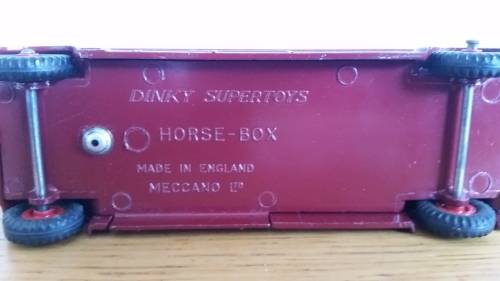 DINKY SUPERTOYS
HORSE-BOX
MADE IN ENGLAND
MECCANO LTD